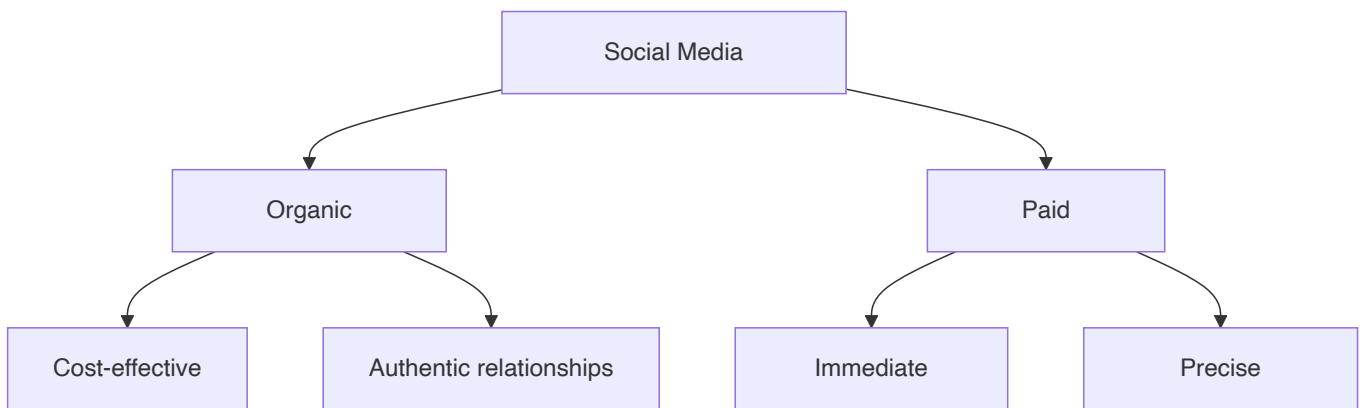 Social Media
Organic
Paid
Cost-effective
Authentic relationships
Immediate
Precise